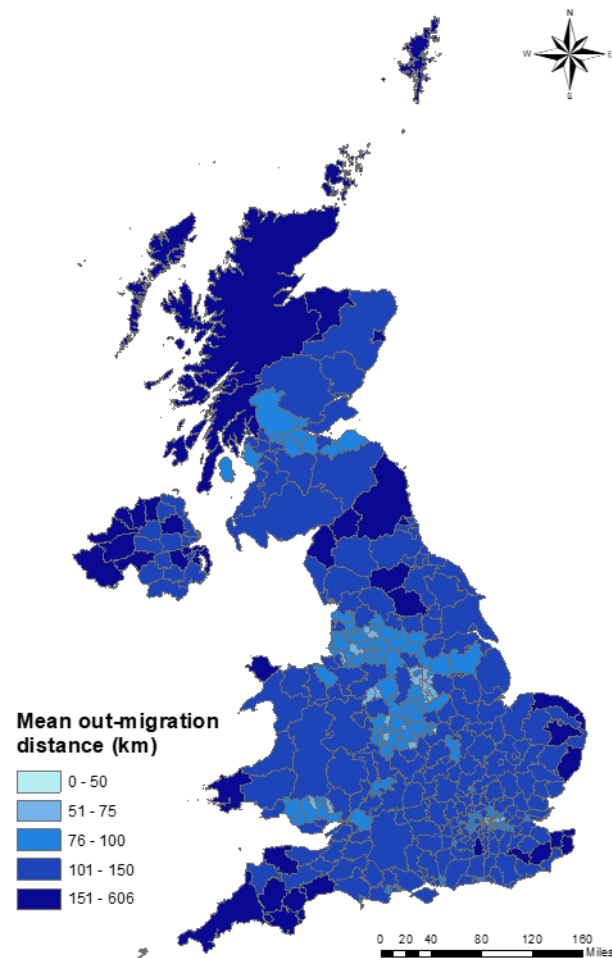 N
W E
S
Mean out-migration
distance (km)
0 - 50
51 - 75
76 - 100
101 - 150
151 - 606
0 20 40 80 120 160
Miles